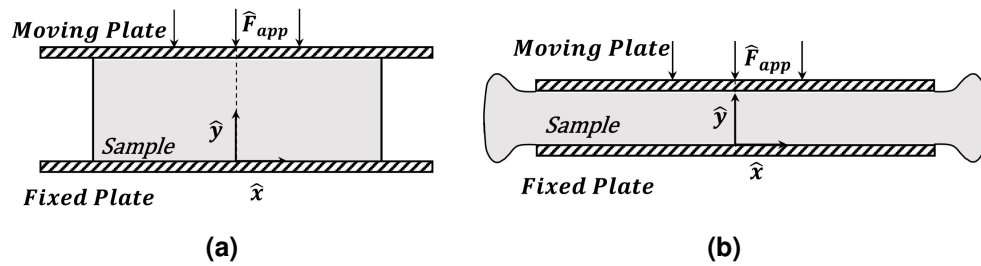 Moving Plate F̂app
ŷ
Sample
x̂
Fixed Plate
(a)
Moving Plate F̂app
Sample ŷ
x̂
Fixed Plate
(b)